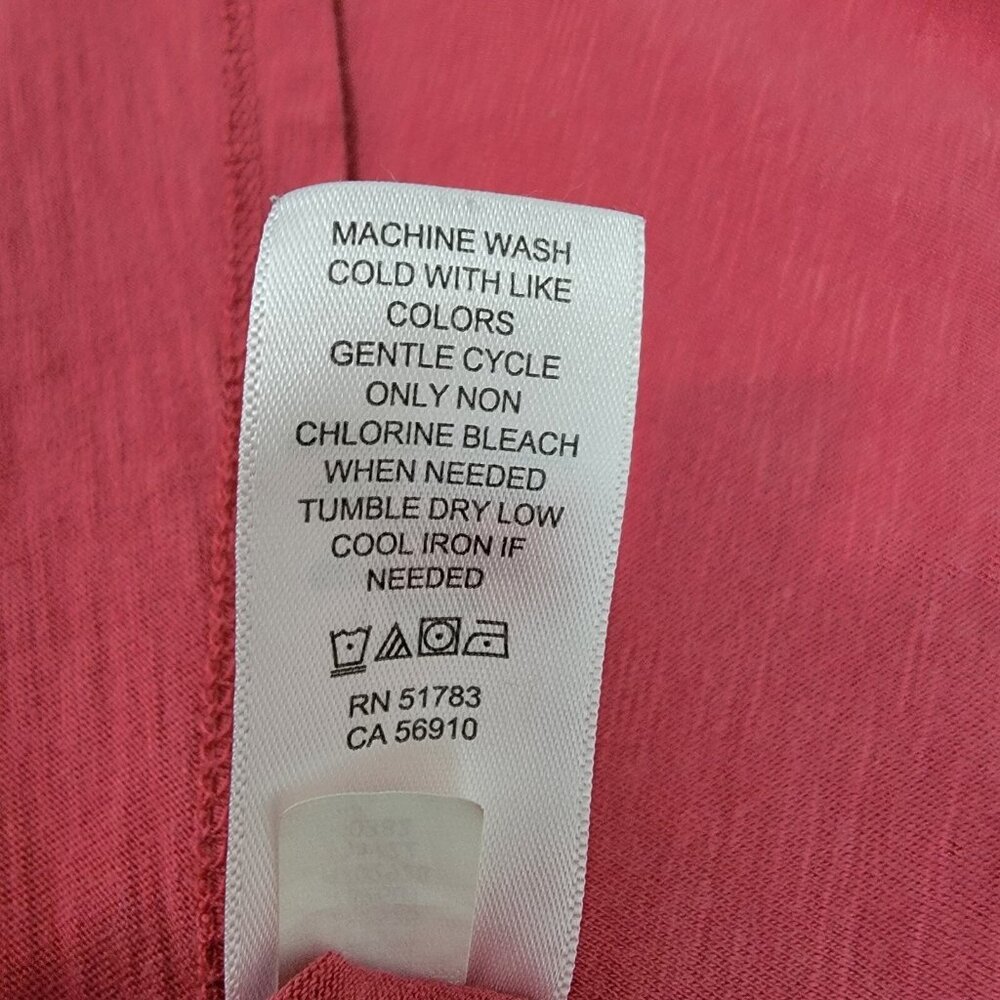 MACHINE WASH
COLD WITH LIKE
COLORS
GENTLE CYCLE
ONLY NON
CHLORINE BLEACH
WHEN NEEDED
TUMBLE DRY LOW
COOL IRON IF
NEEDED
RN 51783
CA 56910